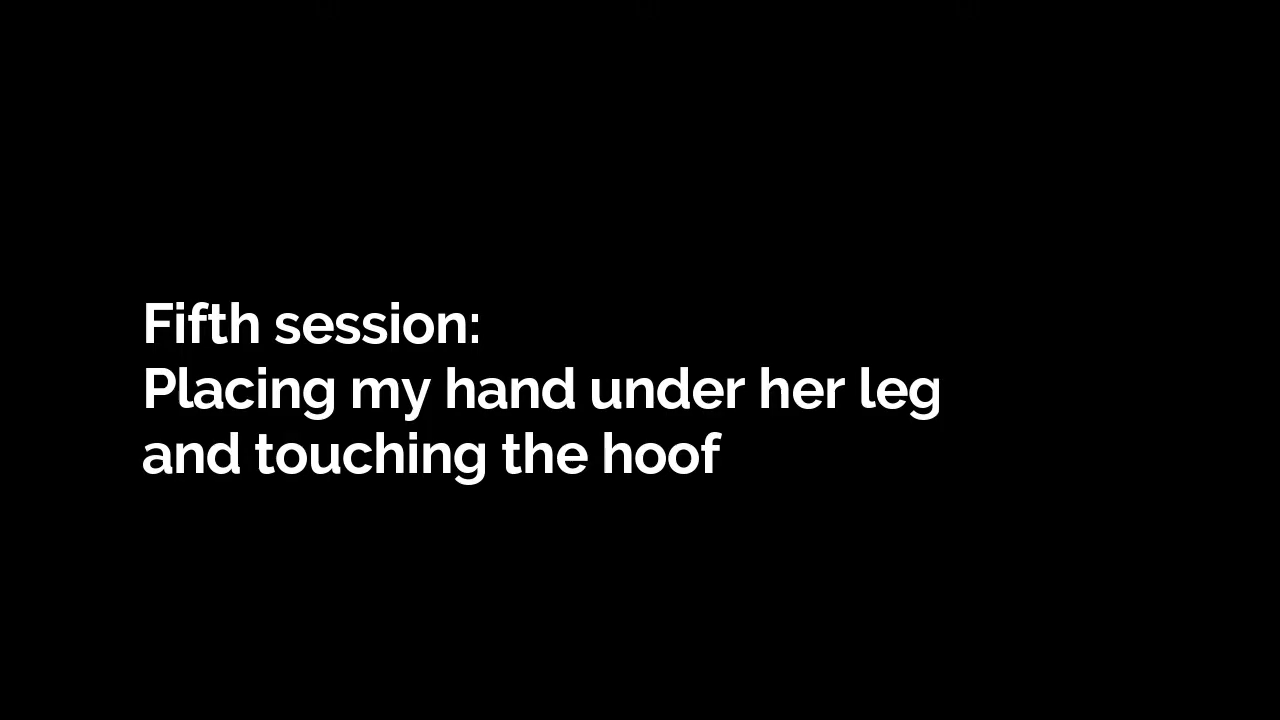 Fifth session:
Placing my hand under her leg
and touching the hoof